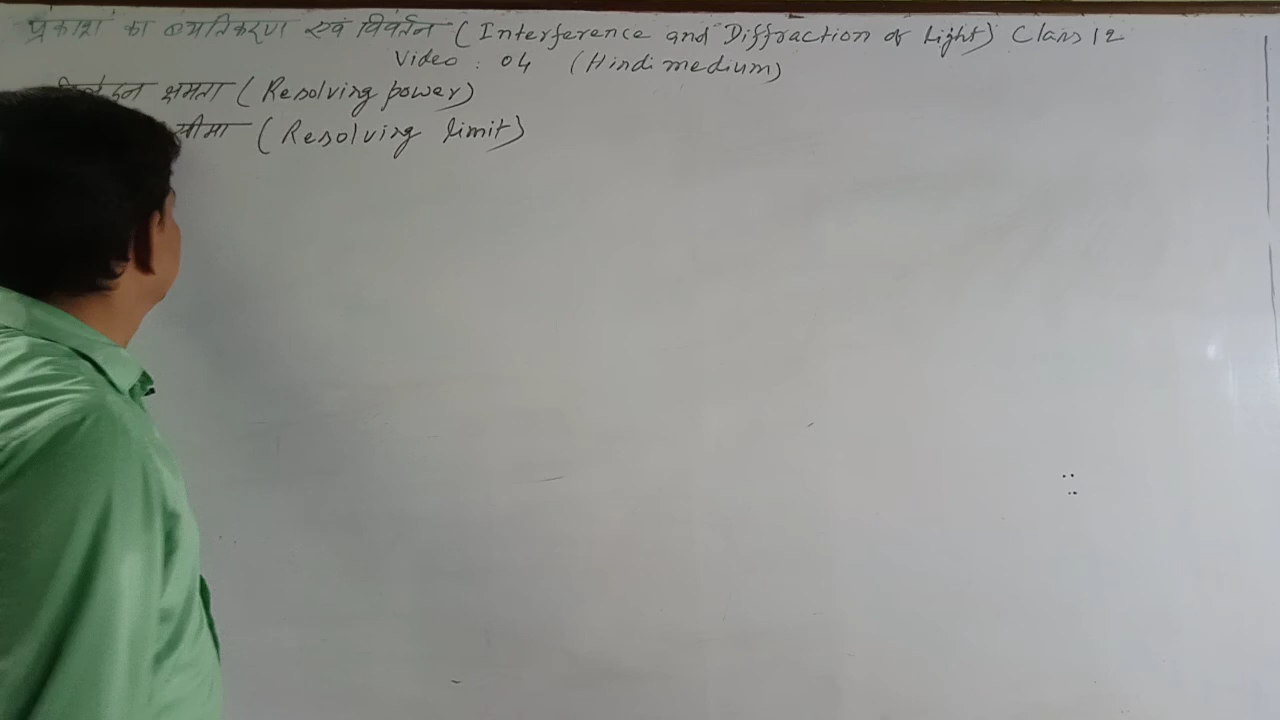 प्रकाश का व्यतिकरण एवं विवर्तन (Interference and Diffraction of Light) Class 12
Video : 04 (Hindi medium)
क्षमता (Resolving power)
सीमा (Resolving limit)